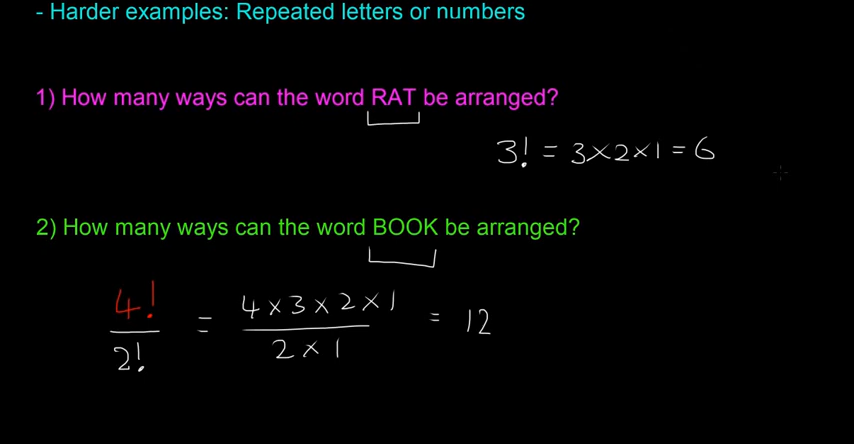 - Harder examples: Repeated letters or numbers
1) How many ways can the word RAT be arranged?
3! = 3×2×1 = 6
2) How many ways can the word BOOK be arranged?
4!/2! = 4×3×2×1/2×1 = 12